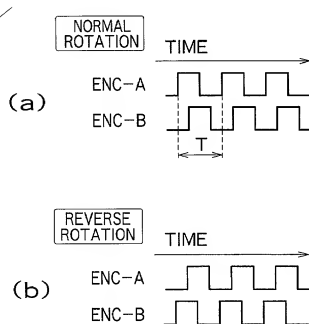 NORMAL
ROTATION
TIME
(a)
ENC-A
ENC-B
T
REVERSE
ROTATION
TIME
(b)
ENC-A
ENC-B